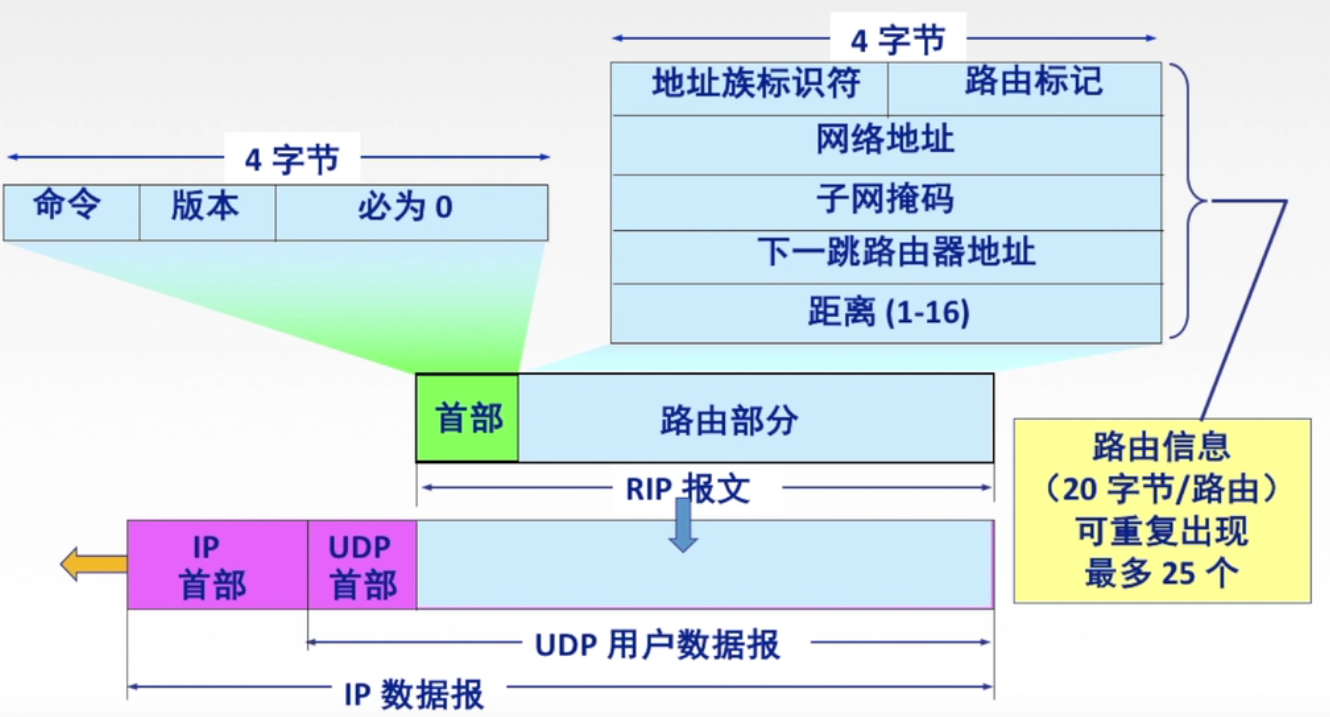 4 字节
地址族标识符 路由标记
网络地址
子网掩码
下一跳路由器地址
距离 (1-16)
4 字节
命令 版本 必为 0
首部 路由部分
RIP 报文
路由信息
（20 字节/路由）
可重复出现
最多 25 个
IP
首部
UDP
首部
UDP 用户数据报
IP 数据报